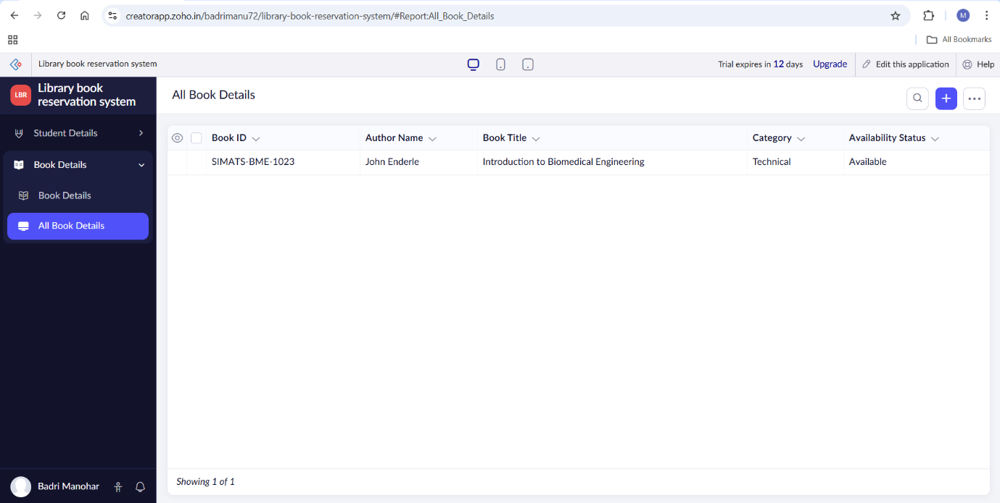 creatorapp.zoho.in/badrimanu72/library-book-reservation-system/#Report:All_Book_Details
M
All Bookmarks
Library book reservation system
Trial expires in 12 days Upgrade Edit this application Help
LBR
Library book
reservation system
All Book Details
Student Details
Book Details
Book Details
All Book Details
Book ID Author Name Book Title Category Availability Status
SIMATS-BME-1023 John Enderle Introduction to Biomedical Engineering Technical Available
Showing 1 of 1
Badri Manohar